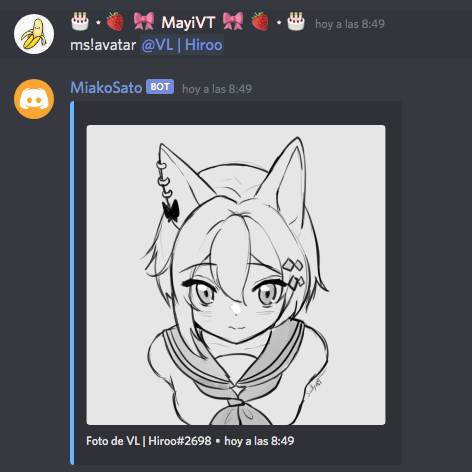 🎂 • 🍓 🎀 MayiVT 🎀 🍓 • 🎂 hoy a las 8:49
ms!avatar @VL | Hiroo
MiakoSato BOT hoy a las 8:49
Foto de VL | Hiroo#2698 • hoy a las 8:49